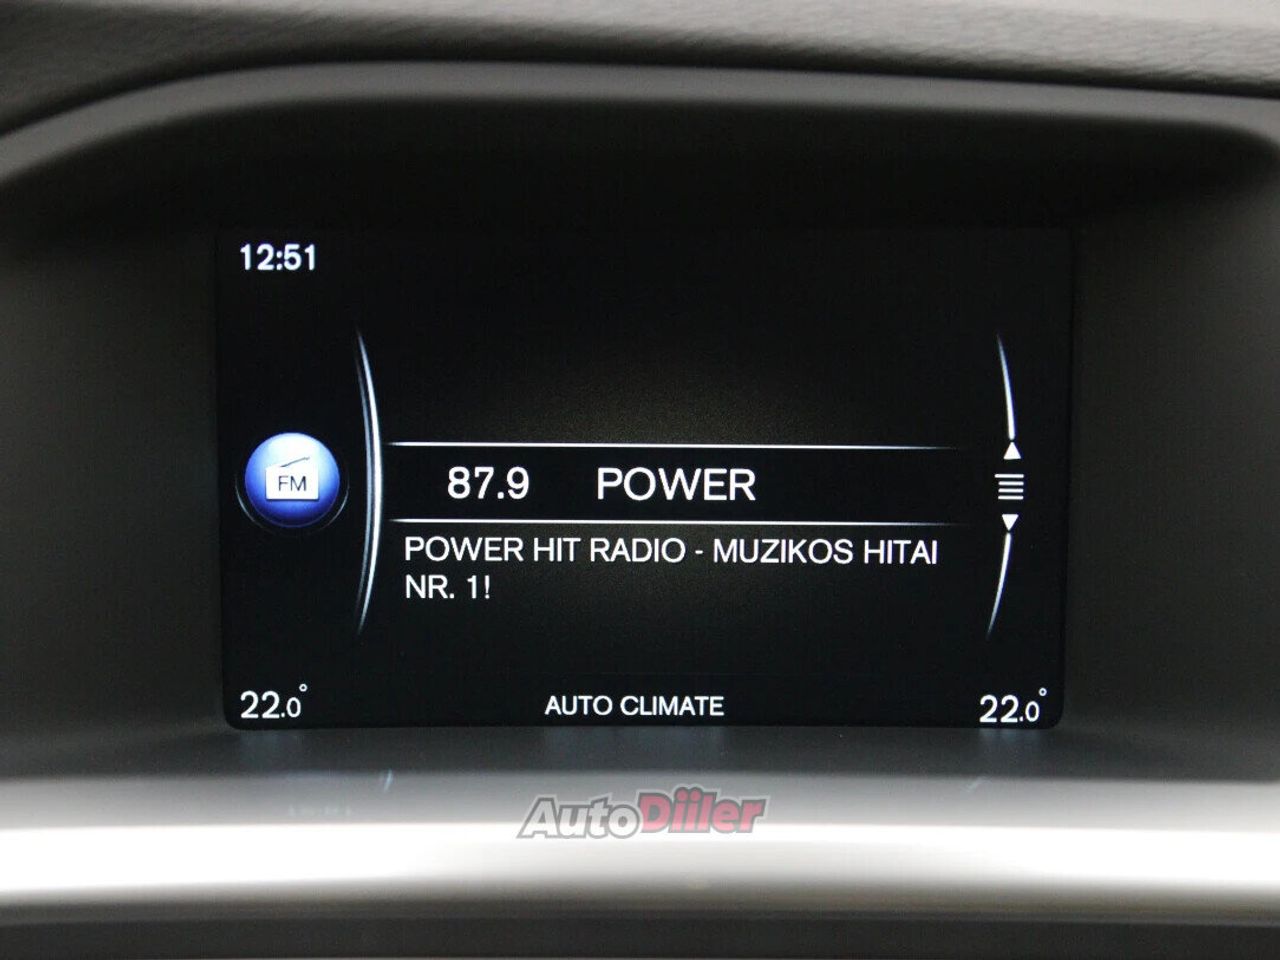 12:51
FM
87.9 POWER
POWER HIT RADIO - MUZIKOS HITAI
NR. 1!
22.0° AUTO CLIMATE 22.0°
AutoDiiler